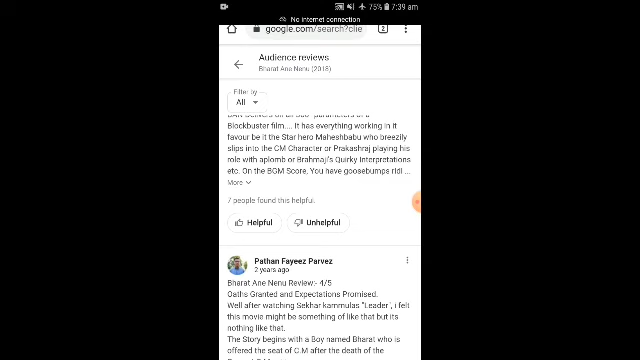 75% 7:39 am
No internet connection
google.com/search?clie
2
Audience reviews
Bharat Ane Nenu (2018)
Filter by
All
Blockbuster film.... It has everything working in it
favour be it the Star hero Maheshbabu who breezily
slips into the CM Character or Prakashraj playing his
role with aplomb or Brahmaji's Quirky Interpretations
etc. On the BGM Score, You have goosebumps ridi ...
More
7 people found this helpful.
Helpful Unhelpful
Pathan Fayeez Parvez
2 years ago
Bharat Ane Nenu Review:- 4/5
Oaths Granted and Expectations Promised.
Well after watching Sekhar kammulas "Leader", i felt
this movie might be something of like that but its
nothing like that.
The Story begins with a Boy named Bharat who is
offered the seat of C.M after the death of the